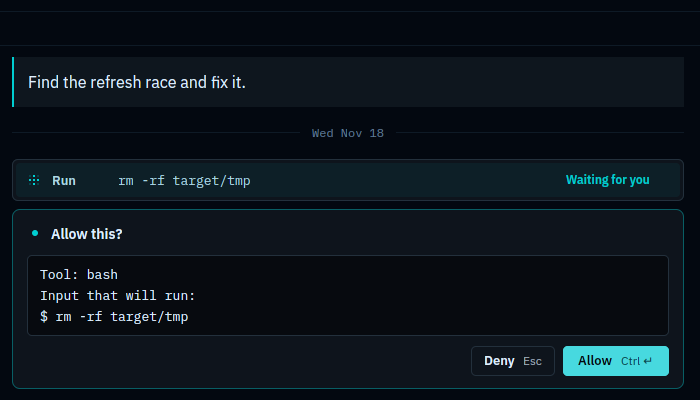 Find the refresh race and fix it.
Wed Nov 18
Run rm -rf target/tmp Waiting for you
Allow this?
Tool: bash
Input that will run:
$ rm -rf target/tmp
Deny Esc Allow Ctrl ↵